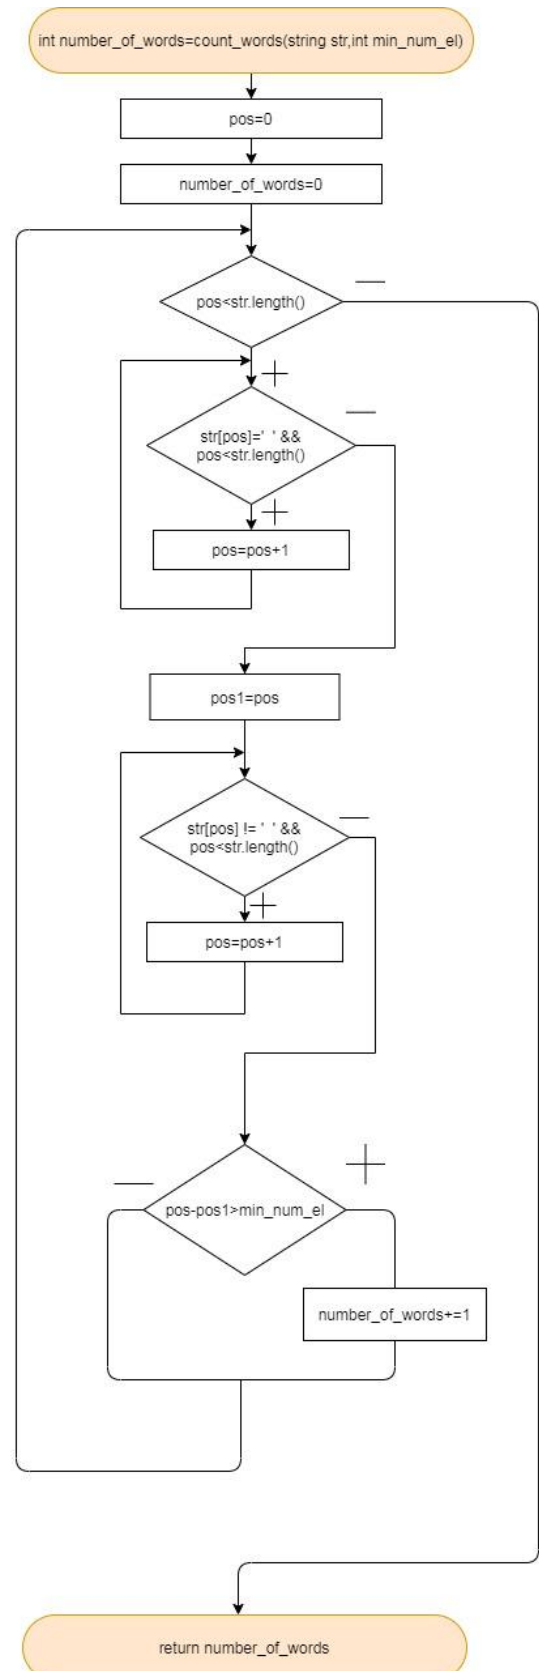 int number_of_words=count_words(string str,int min_num_el)
pos=0
number_of_words=0
pos<str.length()
str[pos]=' ' &&
pos<str.length()
pos=pos+1
pos1=pos
str[pos] != ' ' &&
pos<str.length()
pos=pos+1
pos-pos1>min_num_el
number_of_words+=1
return number_of_words